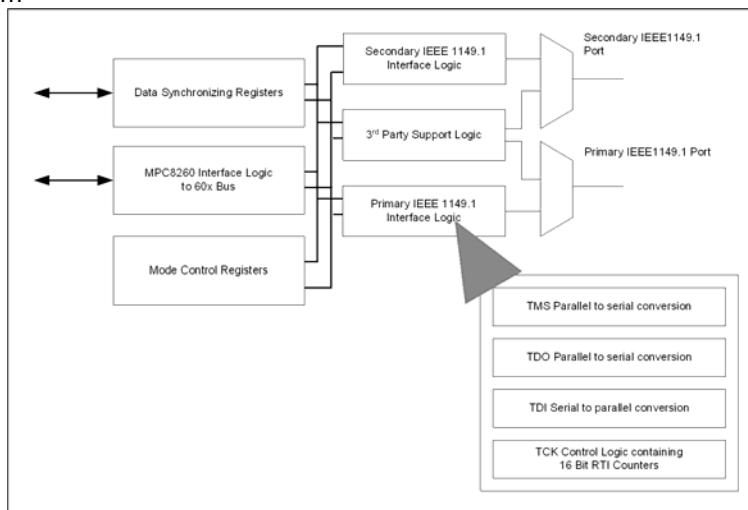 Secondary IEEE1149.1
Port
Secondary IEEE 1149.1
Interface Logic
Data Synchronizing Registers
3rd Party Support Logic
Primary IEEE1149.1 Port
MPC8260 Interface Logic
to 60x Bus
Primary IEEE 1149.1
Interface Logic
Mode Control Registers
TMS Parallel to serial conversion
TDO Parallel to serial conversion
TDI Serial to parallel conversion
TCK Control Logic containing
16 Bit RTI Counters